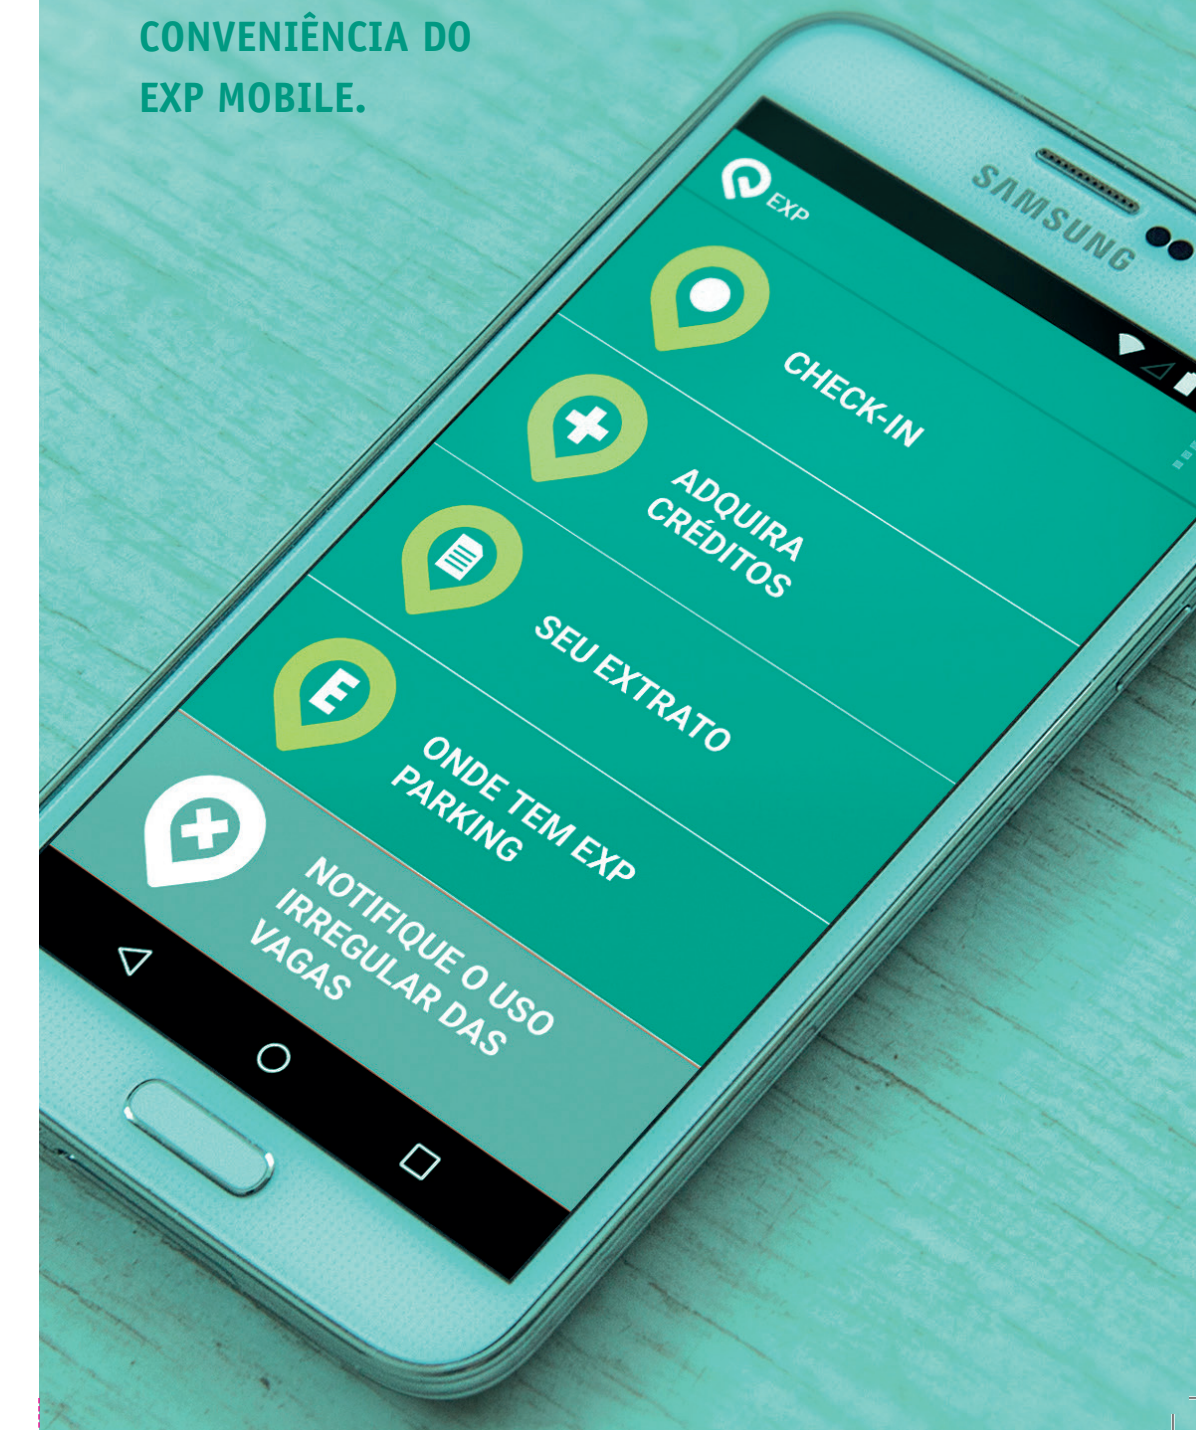 CONVENIÊNCIA DO
EXP MOBILE.
SAMSUNG
EXP
CHECK-IN
ADQUIRA
CRÉDITOS
SEU EXTRATO
ONDE TEM EXP
PARKING
NOTIFIQUE O USO
IRREGULAR DAS
VAGAS